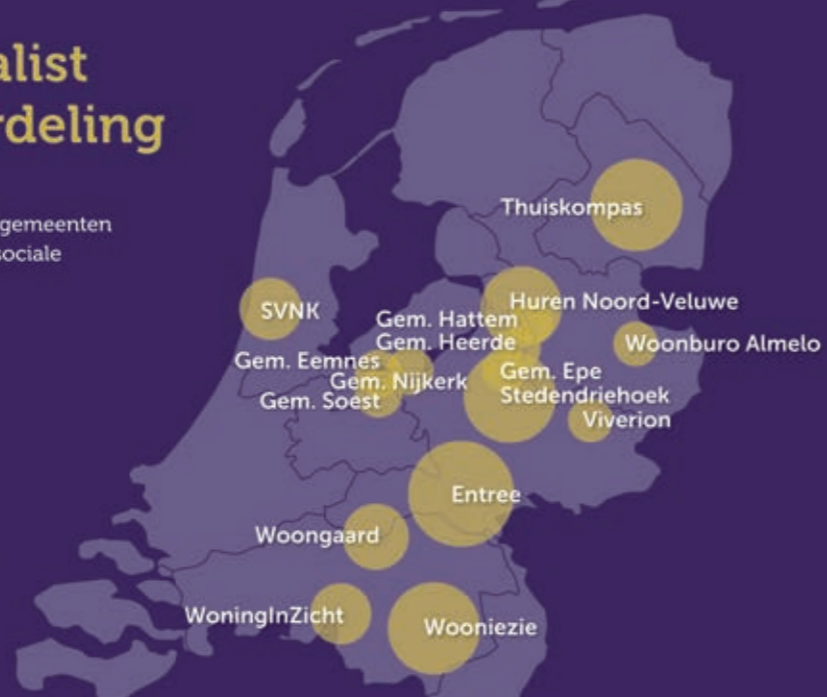 alist
rdeling
gemeenten
sociale
Thuiskompas
SVNK
Huren Noord-Veluwe
Gem. Hattem
Gem. Heerde
Woonburo Almelo
Gem. Eemnes
Gem. Nijkerk
Gem. Epe
Gem. Soest
Stedendriehoek
Viverion
Entree
Woongaard
WoningInZicht
Wooniezie